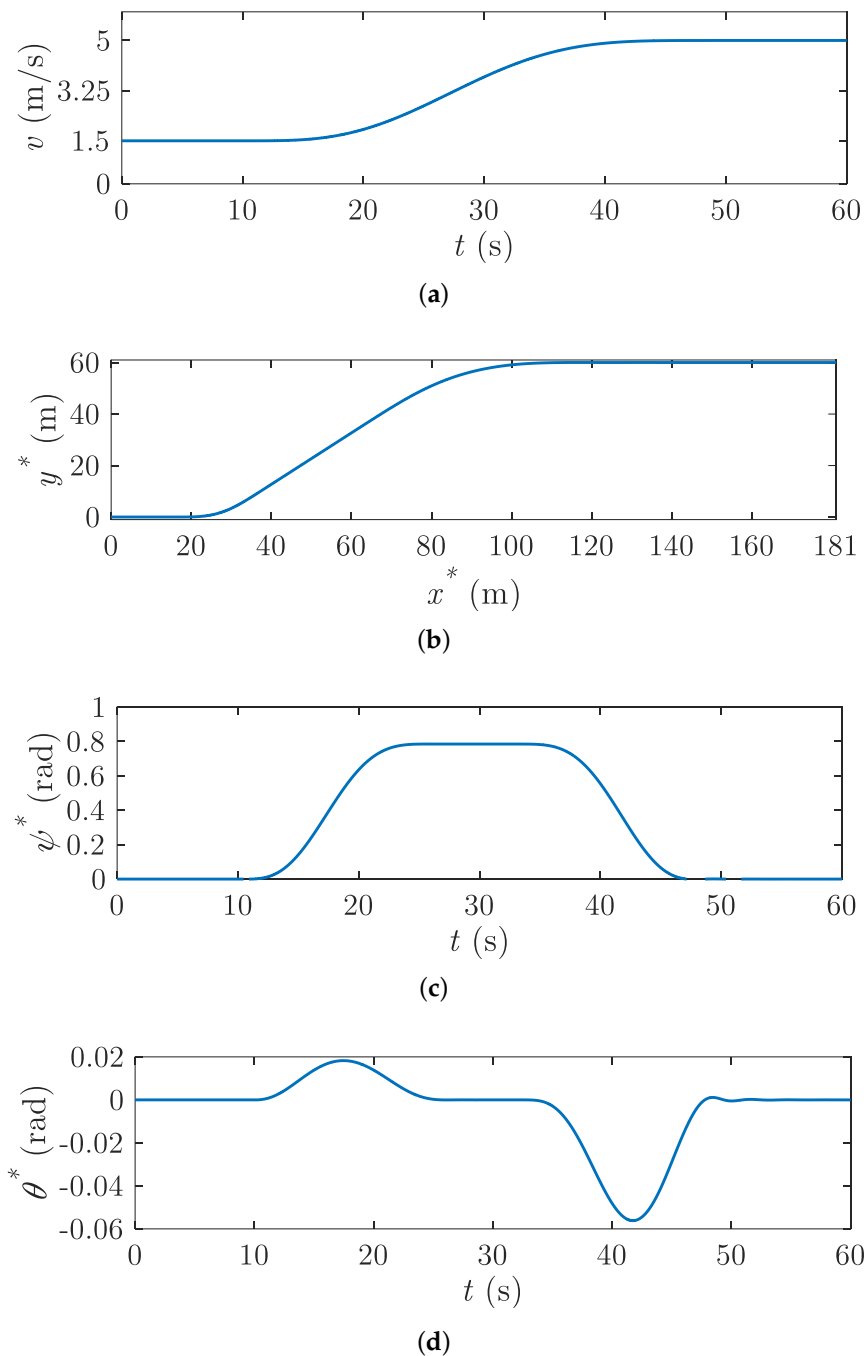 5
3.25
1.5
0
v (m/s)
0 10 20 30 40 50 60
t (s)
(a)
60
40
20
0
y* (m)
0 20 40 60 80 100 120 140 160 181
x* (m)
(b)
1
0.8
0.6
0.4
0.2
0
ψ* (rad)
0 10 20 30 40 50 60
t (s)
(c)
0.02
0
-0.02
-0.04
-0.06
θ* (rad)
0 10 20 30 40 50 60
t (s)
(d)